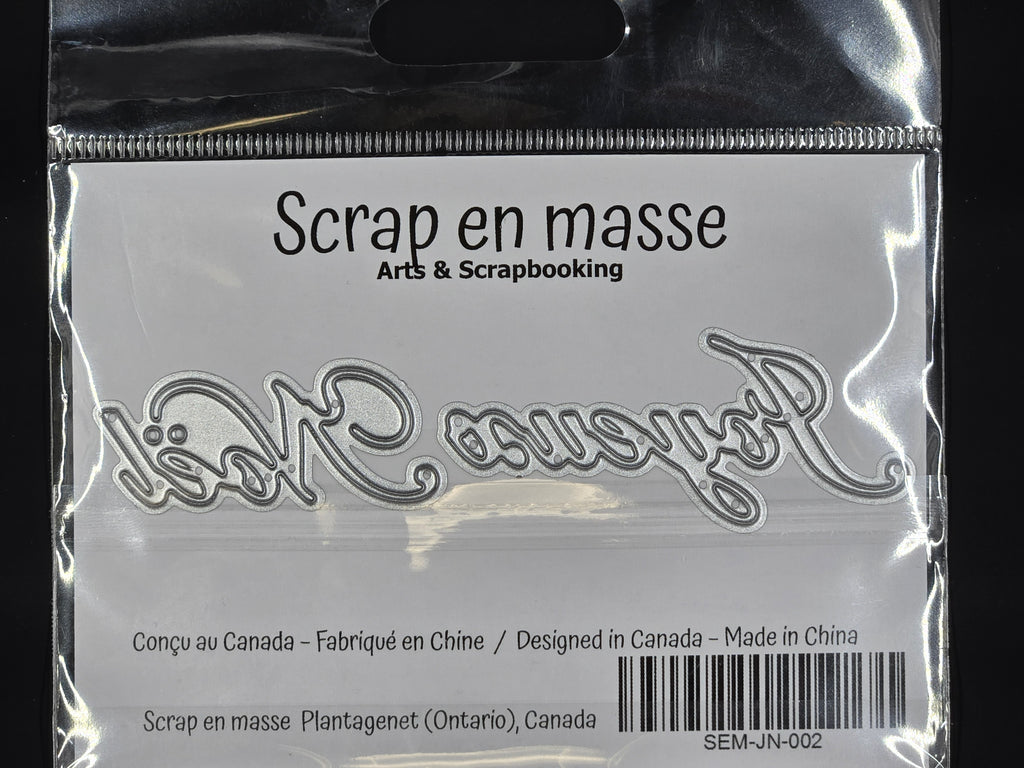 Scrap en masse
Arts & Scrapbooking
Joyeux Noël
Conçu au Canada – Fabriqué en Chine / Designed in Canada – Made in China
Scrap en masse Plantagenet (Ontario), Canada
SEM-JN-002